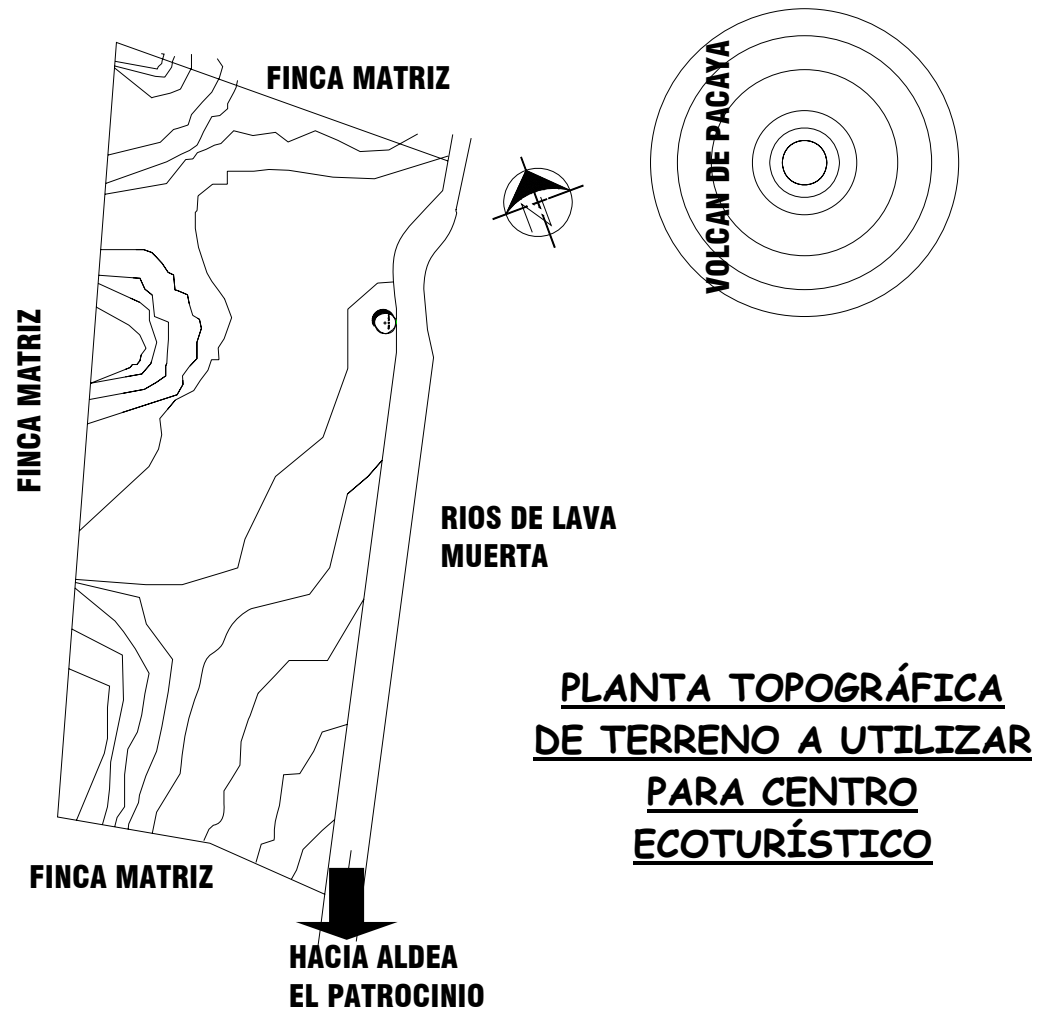 FINCA MATRIZ
VOLCAN DE PACAYA
N
FINCA MATRIZ
RIOS DE LAVA
MUERTA
PLANTA TOPOGRÁFICA
DE TERRENO A UTILIZAR
PARA CENTRO
ECOTURÍSTICO
FINCA MATRIZ
HACIA ALDEA
EL PATROCINIO